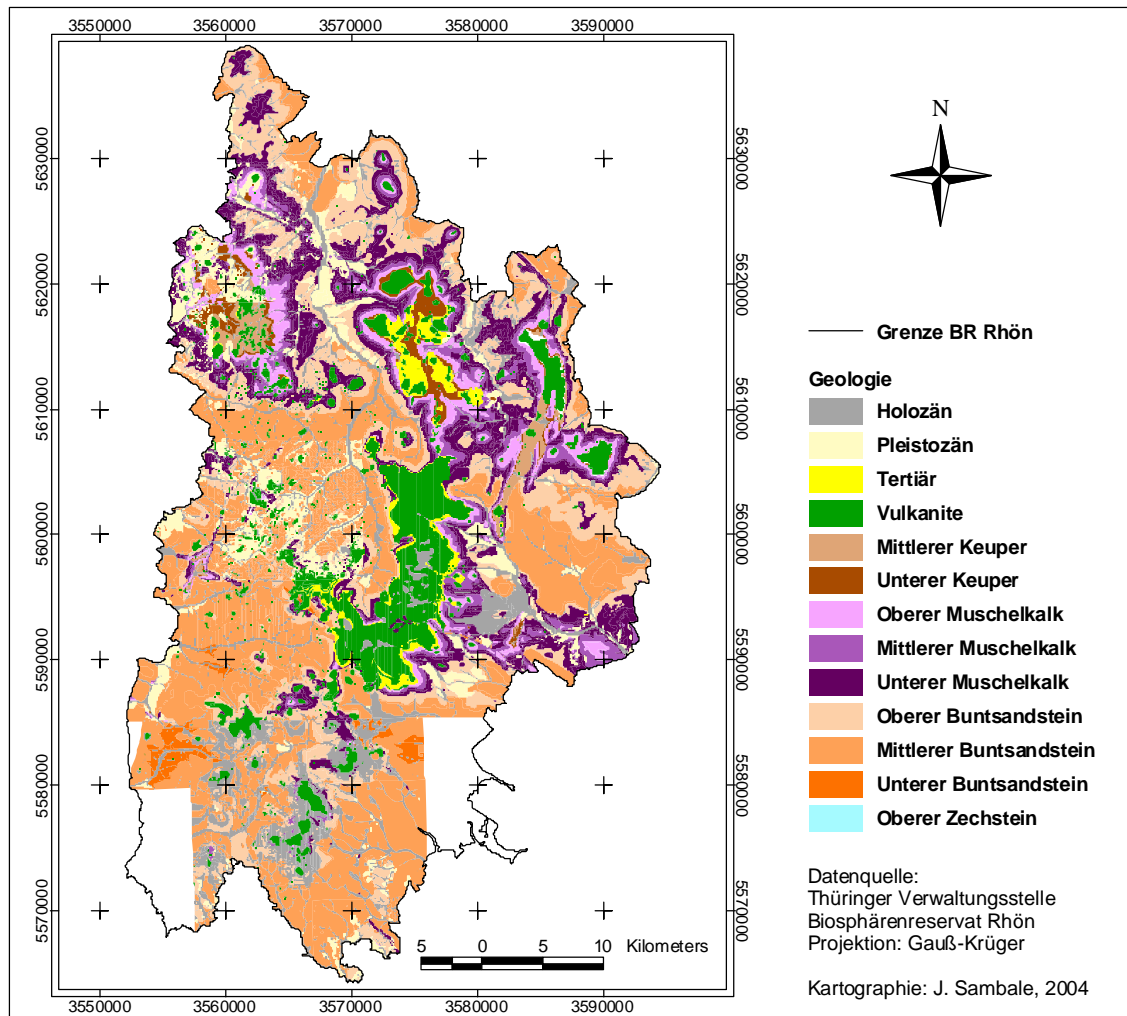 3550000 3560000 3570000 3580000 3590000
5630000
5620000
5610000
5600000
5590000
5580000
5570000
5630000
5620000
5610000
5600000
5590000
5580000
5570000
N
Grenze BR Rhön
Geologie
Holozän
Pleistozän
Tertiär
Vulkanite
Mittlerer Keuper
Unterer Keuper
Oberer Muschelkalk
Mittlerer Muschelkalk
Unterer Muschelkalk
Oberer Buntsandstein
Mittlerer Buntsandstein
Unterer Buntsandstein
Oberer Zechstein
Datenquelle:
Thüringer Verwaltungsstelle
Biosphärenreservat Rhön
Projektion: Gauß-Krüger
Kartographie: J. Sambale, 2004
5 0 5 10 Kilometers
3550000 3560000 3570000 3580000 3590000